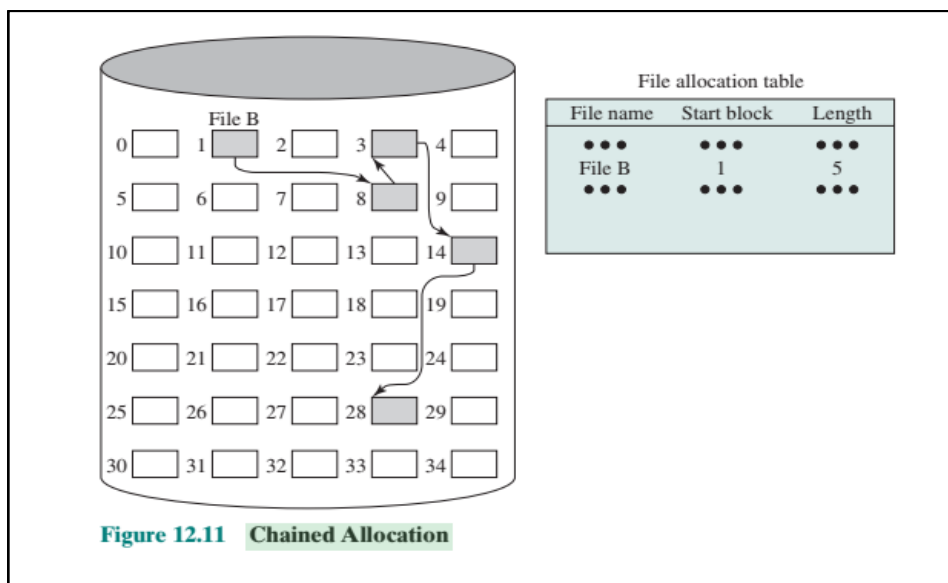 File B
0 1 2 3 4
5 6 7 8 9
10 11 12 13 14
15 16 17 18 19
20 21 22 23 24
25 26 27 28 29
30 31 32 33 34
File allocation table
File name Start block Length
••• ••• •••
File B 1 5
••• ••• •••
Figure 12.11 Chained Allocation